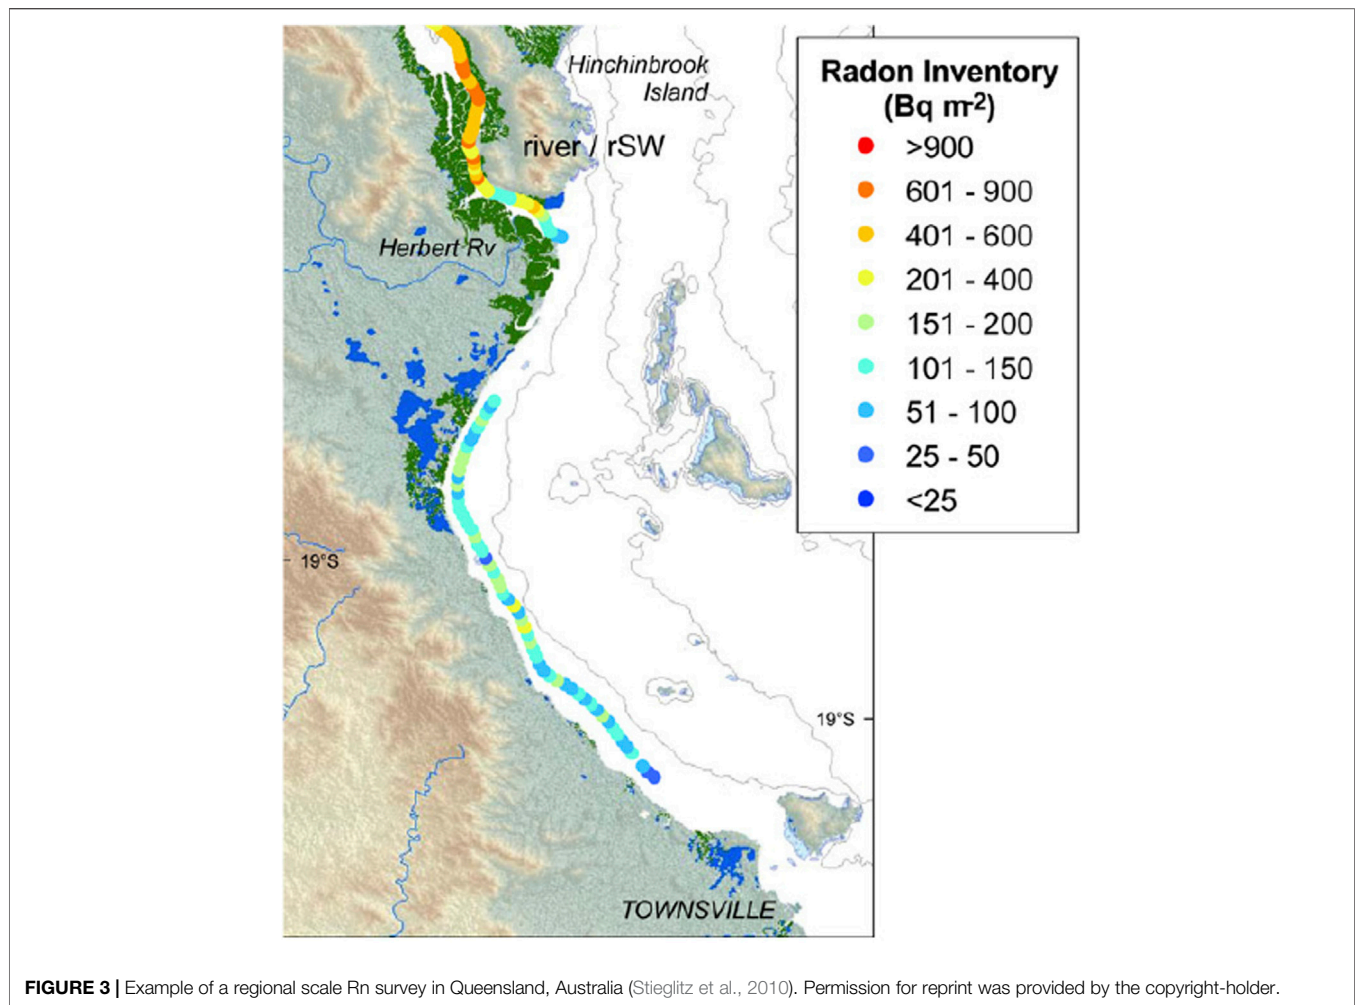 Hinchinbrook
Island
river / rSW
Herbert Rv
19°S
19°S
TOWNSVILLE
Radon Inventory
(Bq m-2)
>900
601 - 900
401 - 600
201 - 400
151 - 200
101 - 150
51 - 100
25 - 50
<25
FIGURE 3 | Example of a regional scale Rn survey in Queensland, Australia (Stieglitz et al., 2010). Permission for reprint was provided by the copyright-holder.